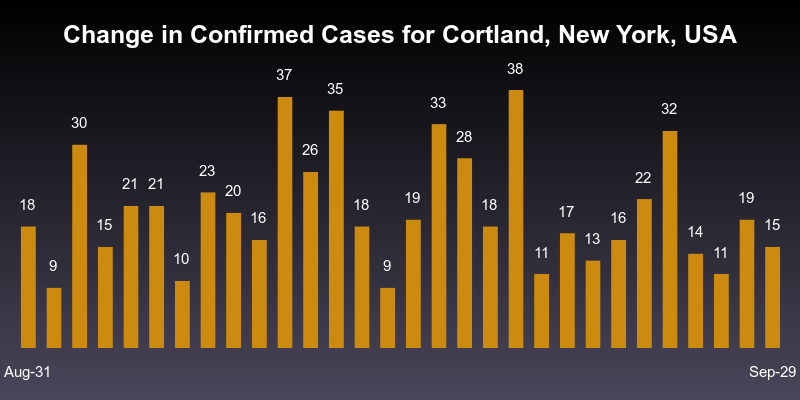 Change in Confirmed Cases for Cortland, New York, USA
18 9 30 15 21 21 10 23 20 16 37 26 35 18 9 19 33 28 18 38 11 17 13 16 22 32 14 11 19 15
Aug-31 Sep-29